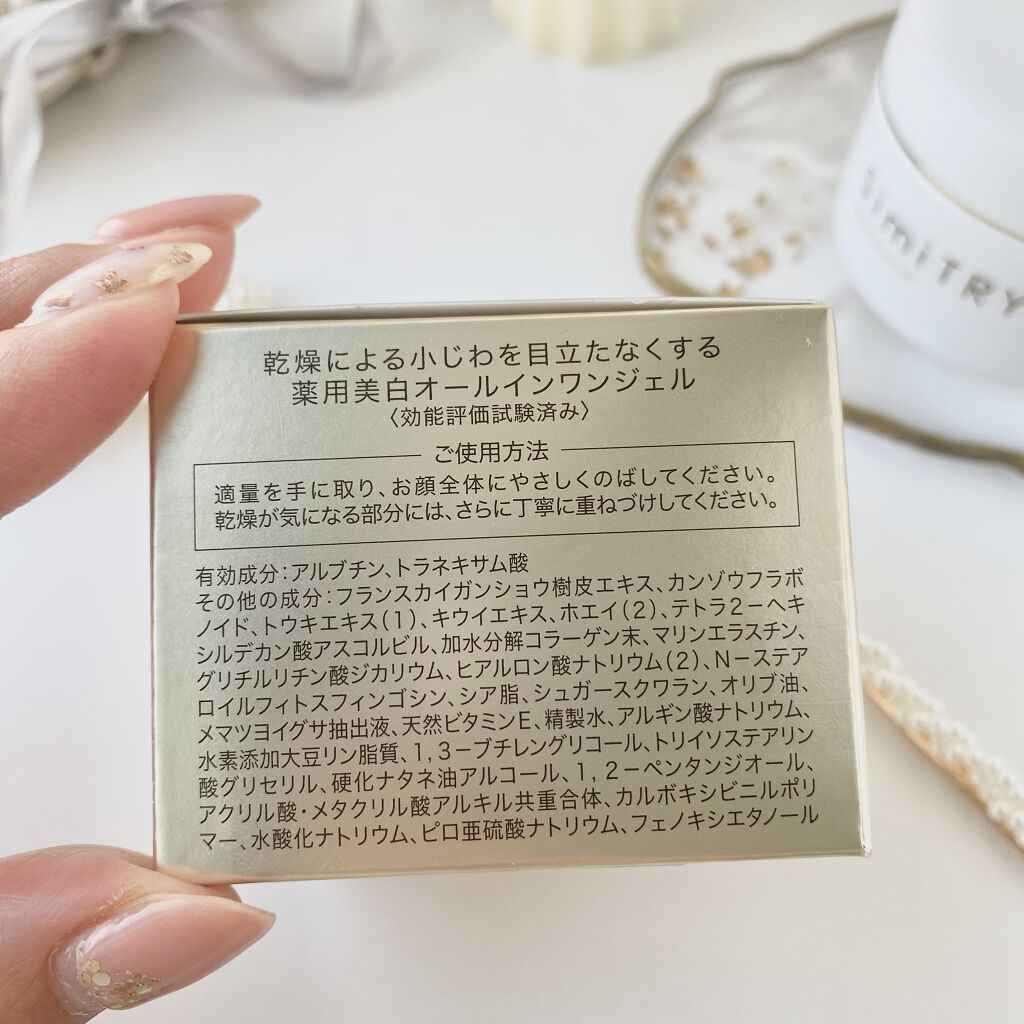 SimiTRY
乾燥による小じわを目立たなくする
薬用美白オールインワンジェル
〈効能評価試験済み〉
ご使用方法
適量を手に取り、お顔全体にやさしくのばしてください。
乾燥が気になる部分には、さらに丁寧に重ねづけしてください。
有効成分：アルブチン、トラネキサム酸
その他の成分：フランスカイガンショウ樹皮エキス、カンゾウフラボ
ノイド、トウキエキス（1）、キウイエキス、ホエイ（2）、テトラ2－ヘキ
シルデカン酸アスコルビル、加水分解コラーゲン末、マリンエラスチン、
グリチルリチン酸ジカリウム、ヒアルロン酸ナトリウム（2）、N－ステア
ロイルフィトスフィンゴシン、シア脂、シュガースクワラン、オリブ油、
メマツヨイグサ抽出液、天然ビタミンE、精製水、アルギン酸ナトリウム、
水素添加大豆リン脂質、1，3－ブチレングリコール、トリイソステアリン
酸グリセリル、硬化ナタネ油アルコール、1，2－ペンタンジオール、
アクリル酸・メタクリル酸アルキル共重合体、カルボキシビニルポリ
マー、水酸化ナトリウム、ピロ亜硫酸ナトリウム、フェノキシエタノール